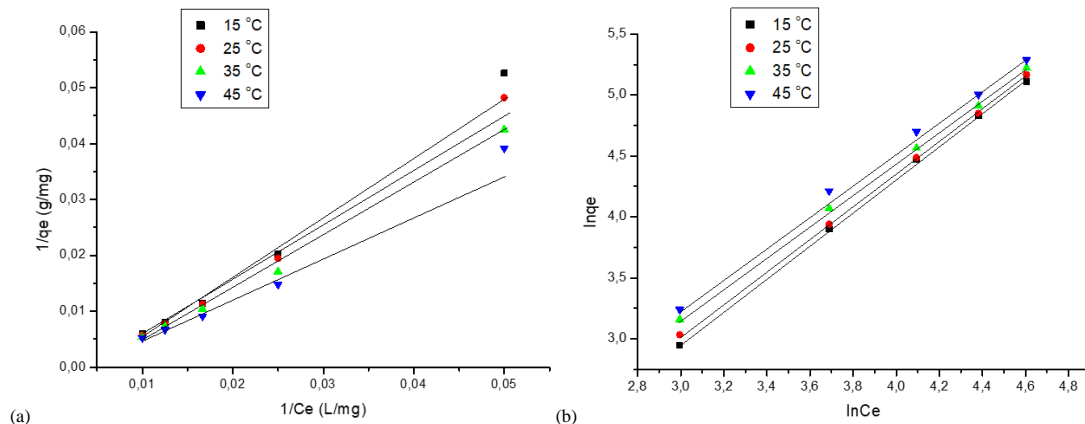 15 °C
25 °C
35 °C
45 °C
0,06
0,05
0,04
0,03
0,02
0,01
0,00
1/qe (g/mg)
0,01 0,02 0,03 0,04 0,05
1/Ce (L/mg)
(a)
15 °C
25 °C
35 °C
45 °C
5,5
5,0
4,5
4,0
3,5
3,0
lnqe
2,8 3,0 3,2 3,4 3,6 3,8 4,0 4,2 4,4 4,6 4,8
lnCe
(b)